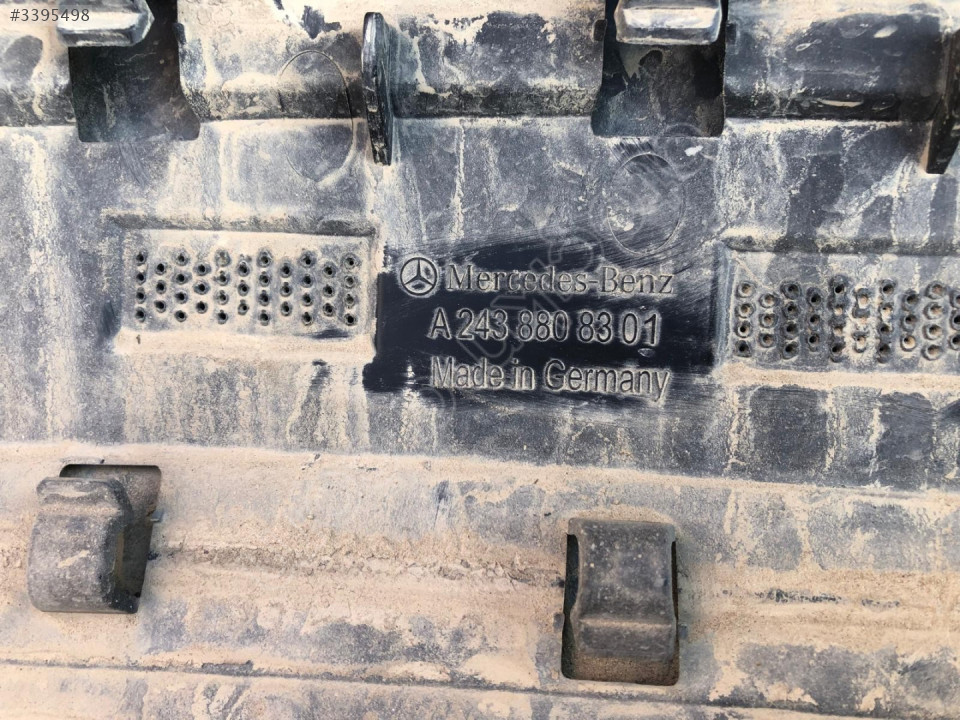 #3395498
Mercedes-Benz
A 243 880 83 01
Made in Germany